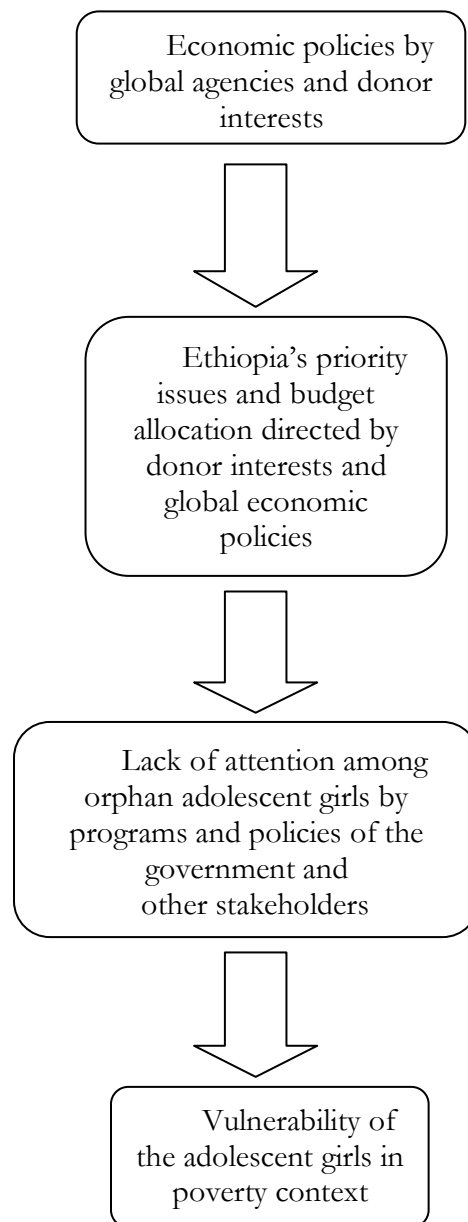 Economic policies by
global agencies and donor
interests
Ethiopia’s priority
issues and budget
allocation directed by
donor interests and
global economic
policies
Lack of attention among
orphan adolescent girls by
programs and policies of the
government and
other stakeholders
Vulnerability of
the adolescent girls in
poverty context